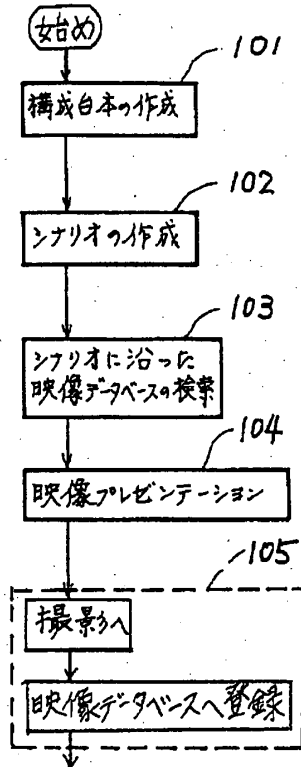 始め
101
構成台本の作成
102
シナリオの作成
103
シナリオに沿った
映像データベースの検索
104
映像プレゼンテーション
105
撮影へ
映像データベースへ登録